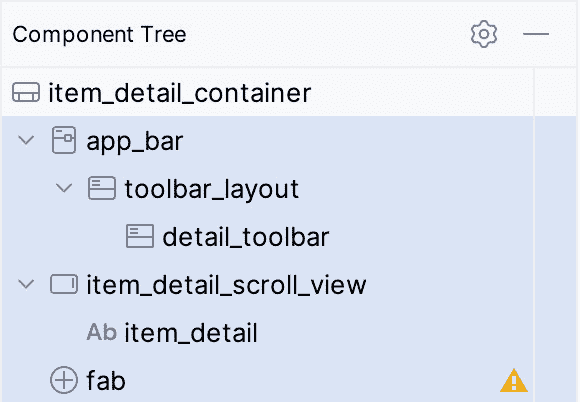 Component Tree
item_detail_container
app_bar
toolbar_layout
detail_toolbar
item_detail_scroll_view
Ab item_detail
fab